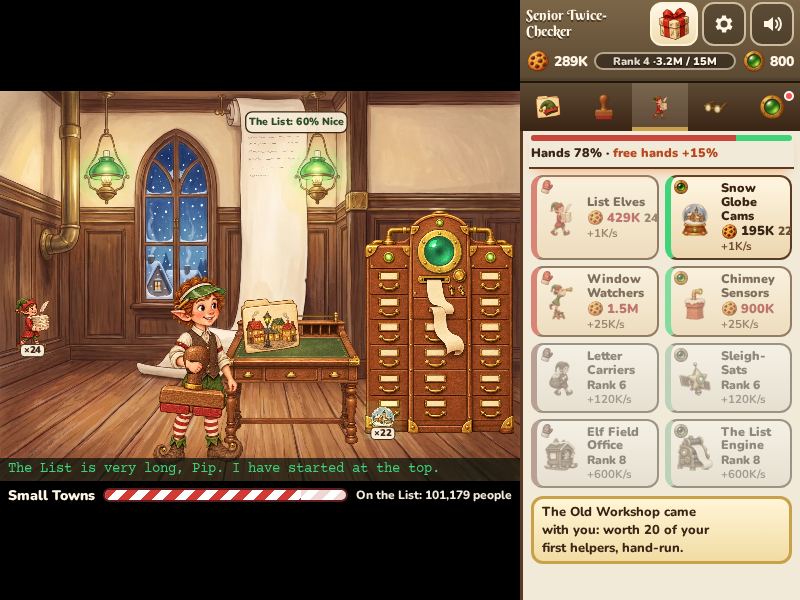 Senior Twice-
Checker
289K
Rank 4 ·3.2M / 15M
800
The List: 60% Nice
Hands 78% · free hands +15%
List Elves
429K 24
+1K/s
Snow
Globe
Cams
195K 22
+1K/s
Window
Watchers
1.5M
+25K/s
Chimney
Sensors
900K
+25K/s
Letter
Carriers
Rank 6
+120K/s
Sleigh-
Sats
Rank 6
+120K/s
Elf Field
Office
Rank 8
+600K/s
The List
Engine
Rank 8
+600K/s
×24
×22
The List is very long, Pip. I have started at the top.
Small Towns
On the List: 101,179 people
The Old Workshop came
with you: worth 20 of your
first helpers, hand-run.